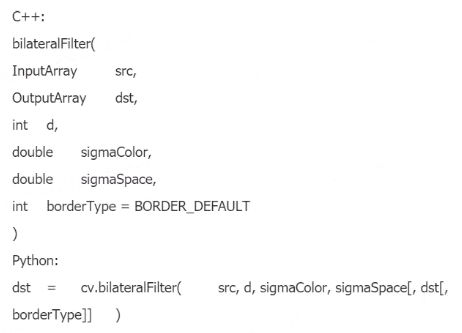 C++:
bilateralFilter(
InputArray src,
OutputArray dst,
int d,
double sigmaColor,
double sigmaSpace,
int borderType = BORDER_DEFAULT
)
Python:
dst = cv.bilateralFilter( src, d, sigmaColor, sigmaSpace[, dst[,
borderType]] )